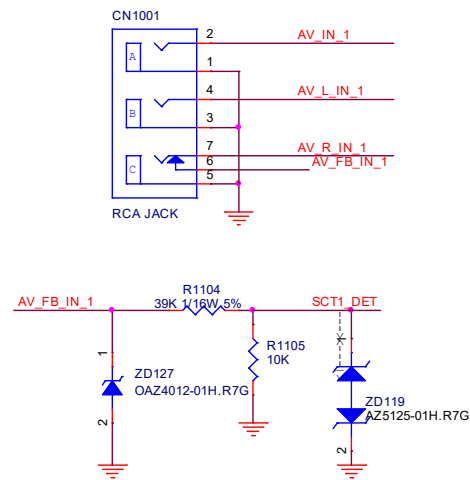 CN1001
2
AV_IN_1
A
1
4
AV_L_IN_1
B
3
7
AV_R_IN_1
6
AV_FB_IN_1
C
5
RCA JACK
R1104
AV_FB_IN_1
39K 1/16W 5%
SCT1_DET
R1105
10K
1
1
ZD127
OAZ4012-01H.R7G
ZD119
AZ5125-01H.R7G
2
2